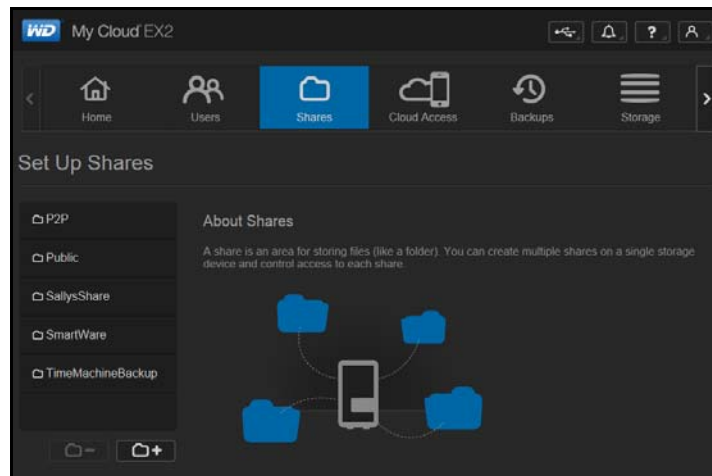 WD My Cloud EX2
?
Home Users Shares Cloud Access Backups Storage
Set Up Shares
P2P
Public
SallysShare
SmartWare
TimeMachineBackup
About Shares
A share is an area for storing files (like a folder). You can create multiple shares on a single storage
device and control access to each share.